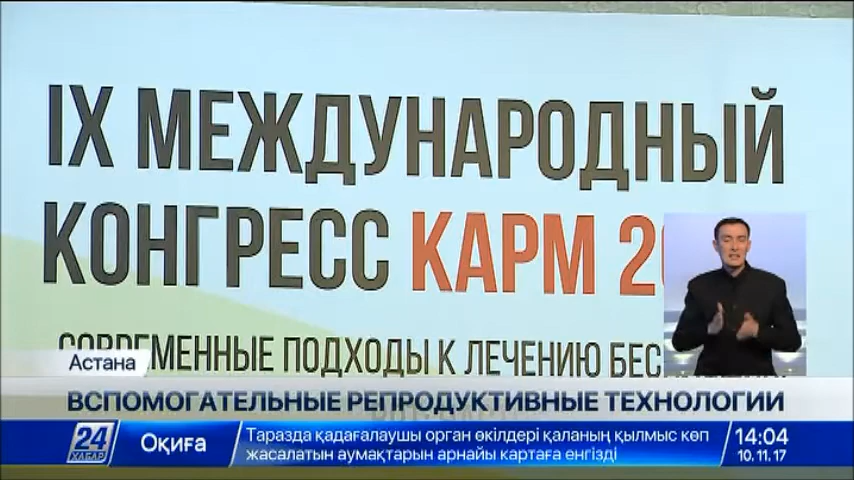 IX МЕЖДУНАРОДНЫЙ
КОНГРЕСС КАРМ
СОВРЕМЕННЫЕ ПОДХОДЫ К ЛЕЧЕНИЮ
Астана
ВСПОМОГАТЕЛЬНЫЕ РЕПРОДУКТИВНЫЕ ТЕХНОЛОГИИ
24
ХАБАР
Оқиға
Таразда қадағалаушы орган өкілдері қаланың қылмыс көп
жасалатын аумақтарын арнайы картаға енгізді
14:04
10.11.17